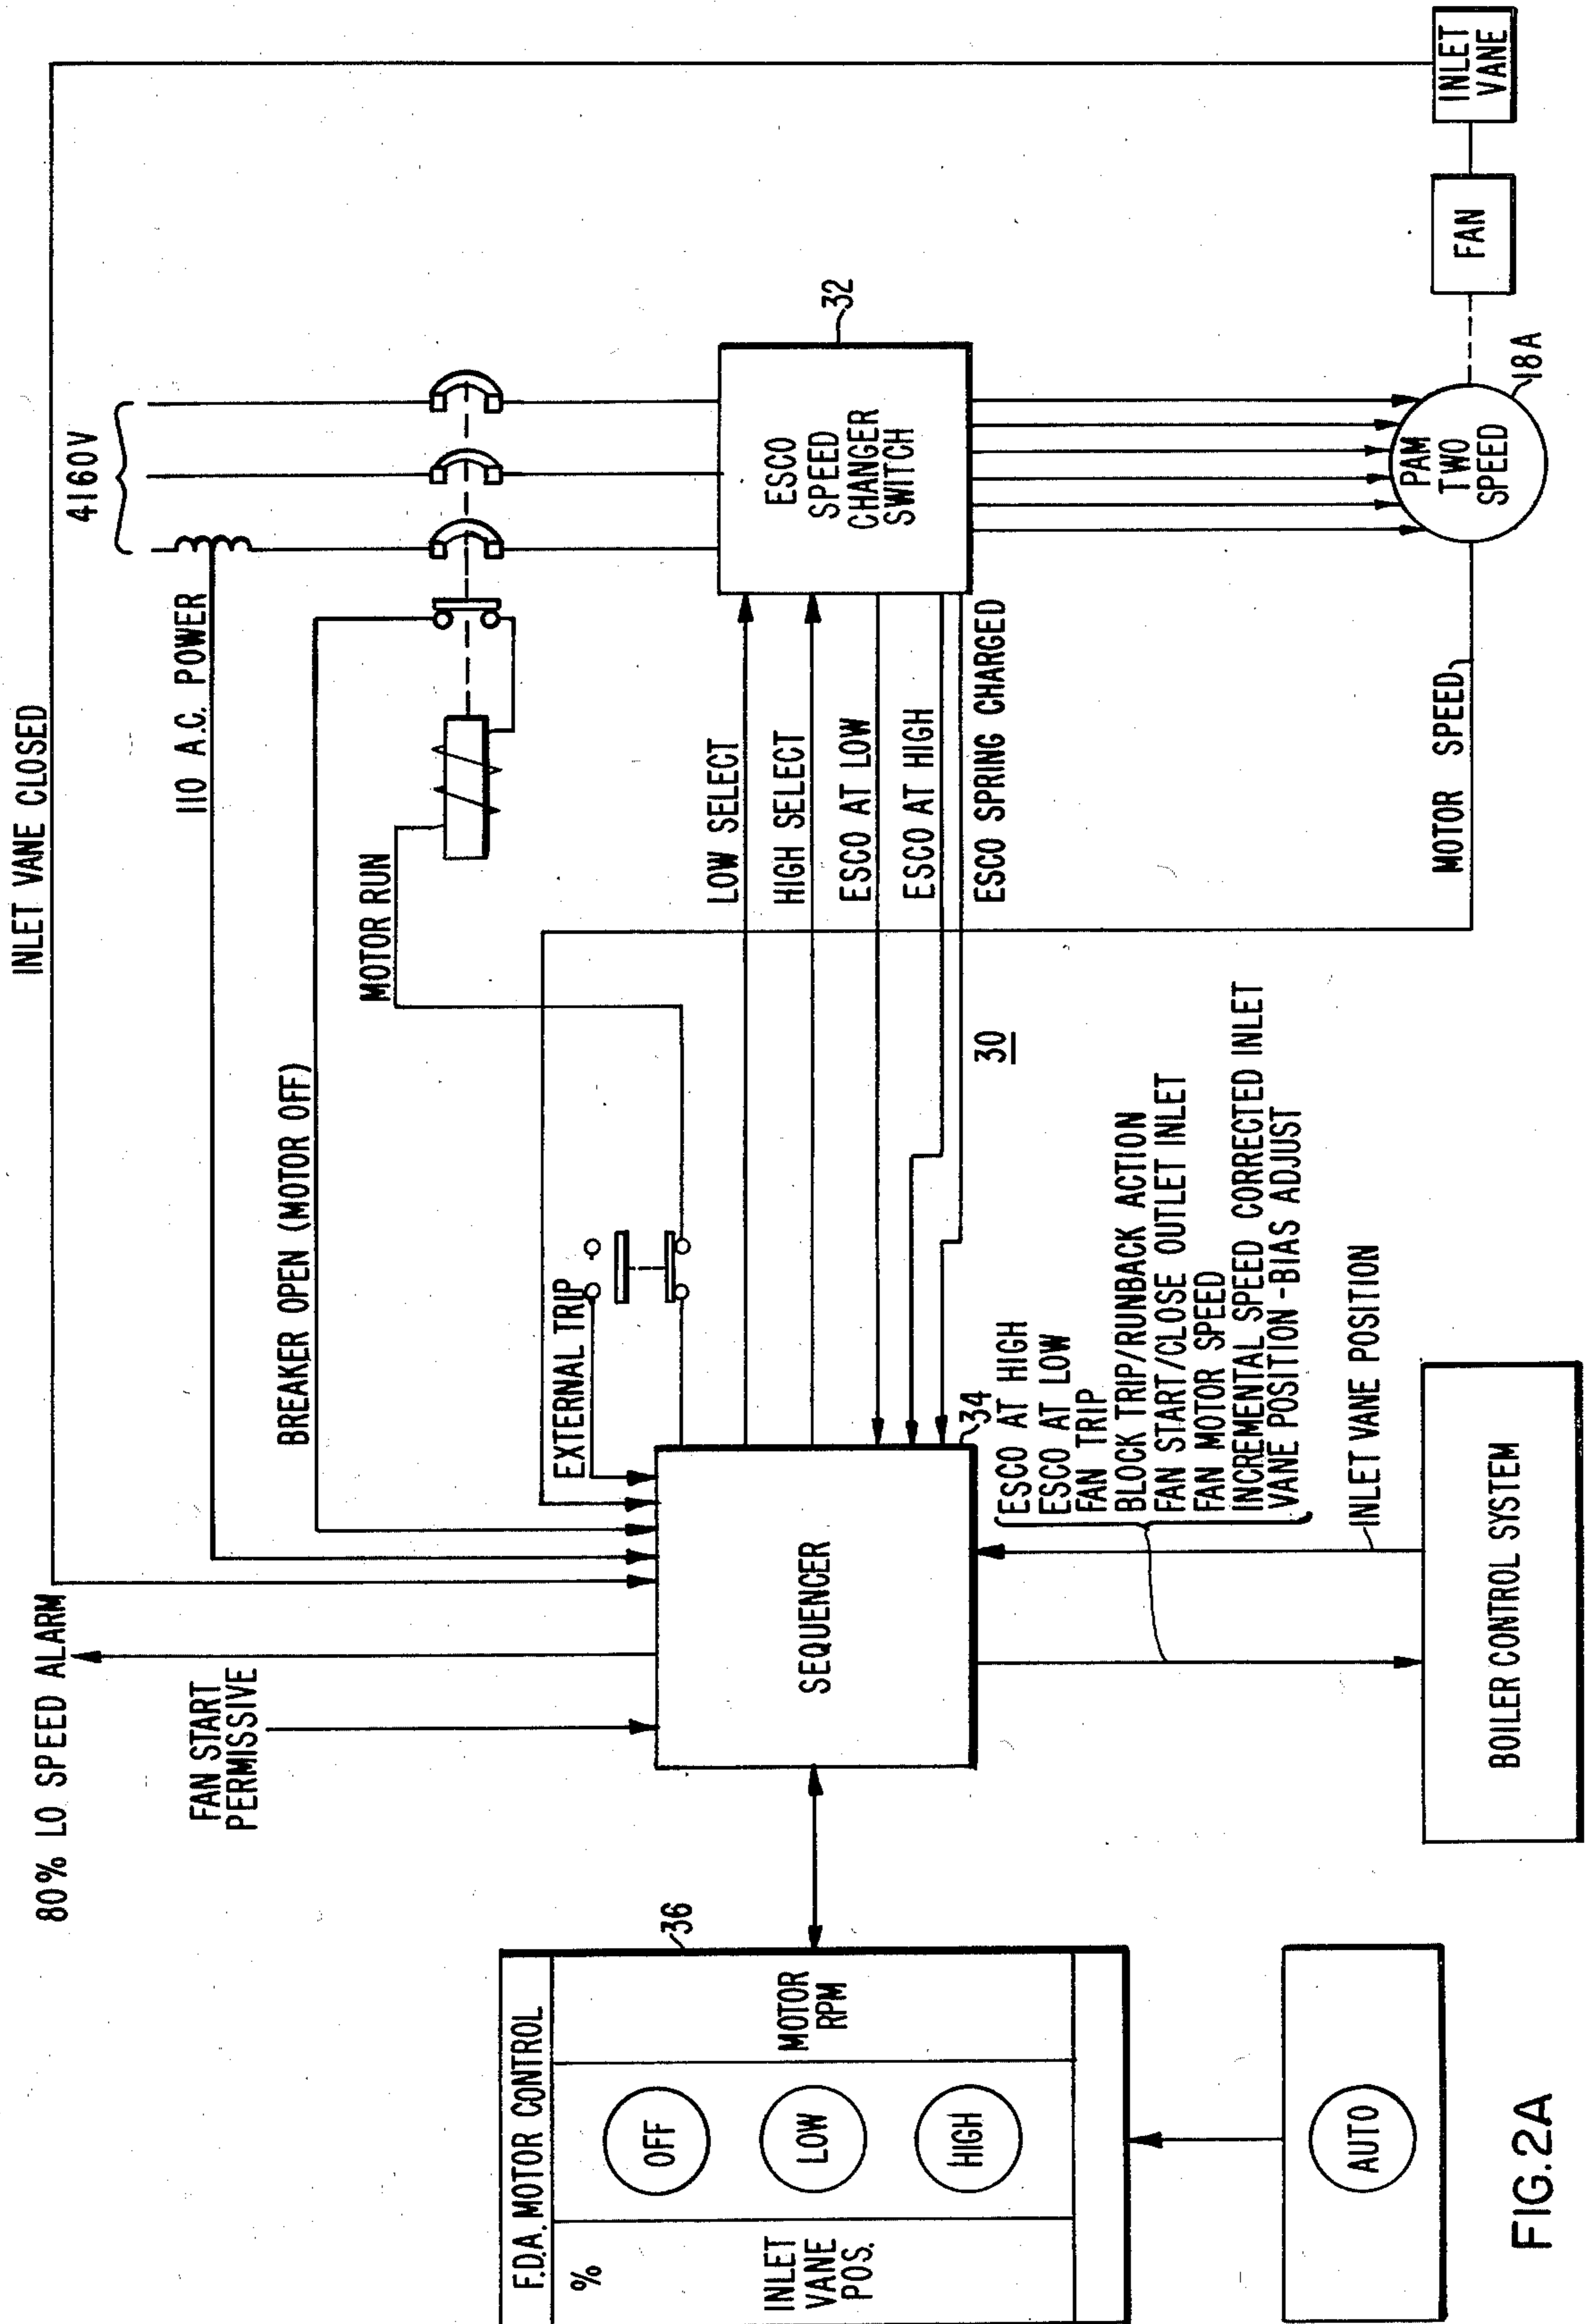 INLET VANE CLOSED
4160V
110 A.C. POWER
BREAKER OPEN (MOTOR OFF)
MOTOR RUN
80% LO SPEED ALARM
FAN START
PERMISSIVE
EXTERNAL TRIP
LOW SELECT
HIGH SELECT
ESCO AT LOW
ESCO AT HIGH
ESCO SPRING CHARGED
ESCO
SPEED
CHANGER
SWITCH
32
F.D.A. MOTOR CONTROL
36
%
INLET
VANE
POS.
OFF
LOW
HIGH
MOTOR
RPM
SEQUENCER
34
30
ESCO AT HIGH
ESCO AT LOW
FAN TRIP
BLOCK TRIP/RUNBACK ACTION
FAN START/CLOSE OUTLET INLET
FAN MOTOR SPEED
INCREMENTAL SPEED CORRECTED INLET
VANE POSITION-BIAS ADJUST
INLET VANE POSITION
MOTOR SPEED
PAM
TWO
SPEED
18A
FAN
INLET
VANE
AUTO
BOILER CONTROL SYSTEM
FIG.2A